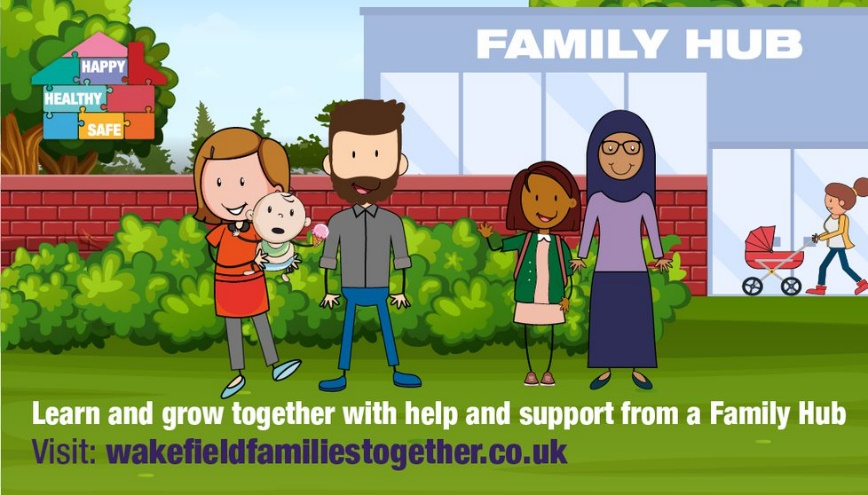 FAMILY HUB
HAPPY
HEALTHY
SAFE
Learn and grow together with help and support from a Family Hub
Visit: wakefieldfamiliestogether.co.uk